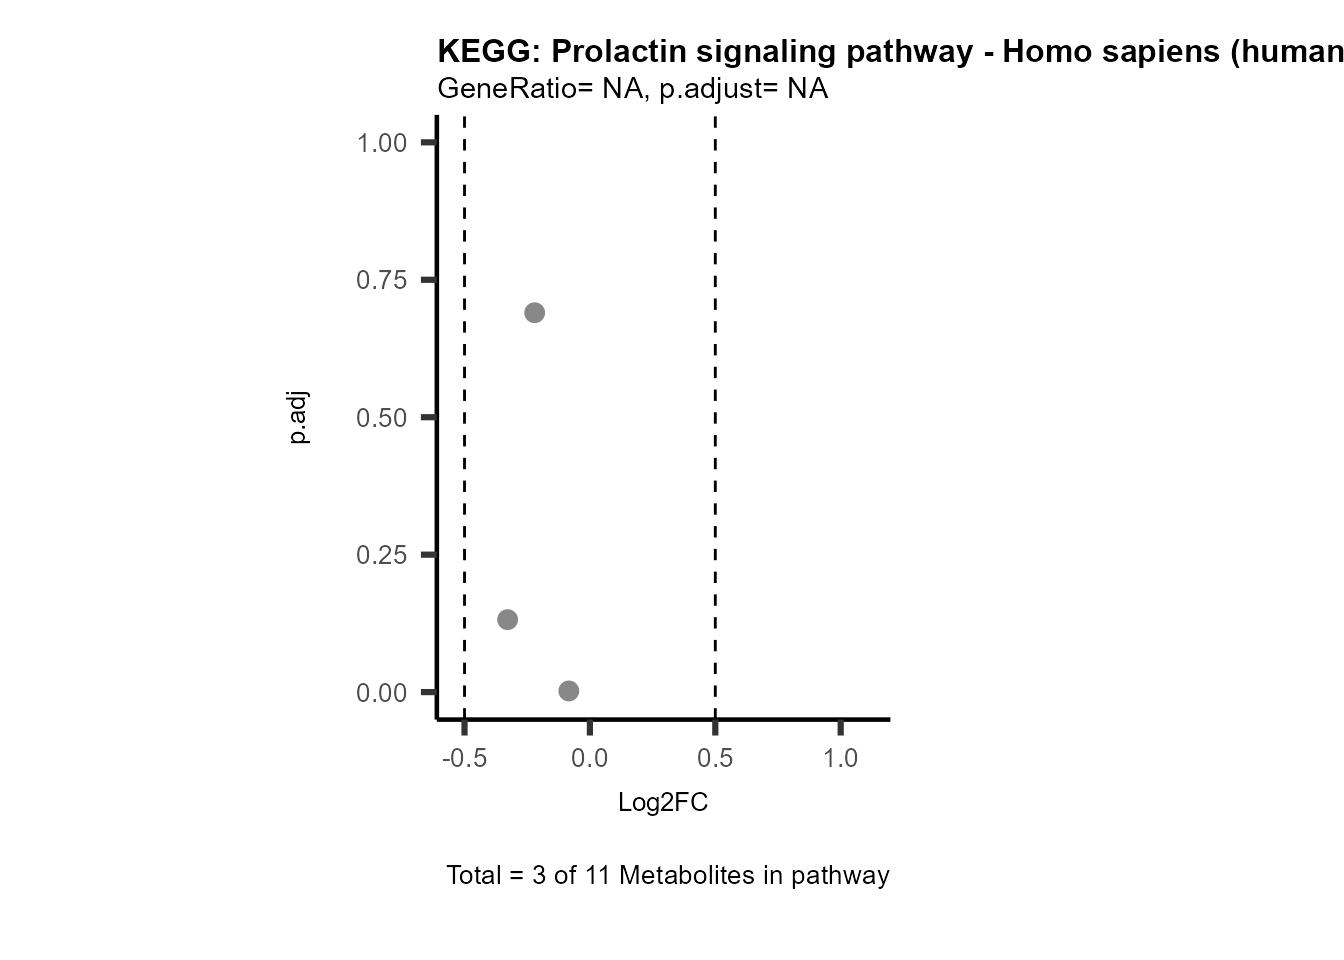 KEGG: Prolactin signaling pathway - Homo sapiens (human
GeneRatio= NA, p.adjust= NA
1.00
0.75
0.50
0.25
0.00
p.adj
-0.5 0.0 0.5 1.0
Log2FC
Total = 3 of 11 Metabolites in pathway